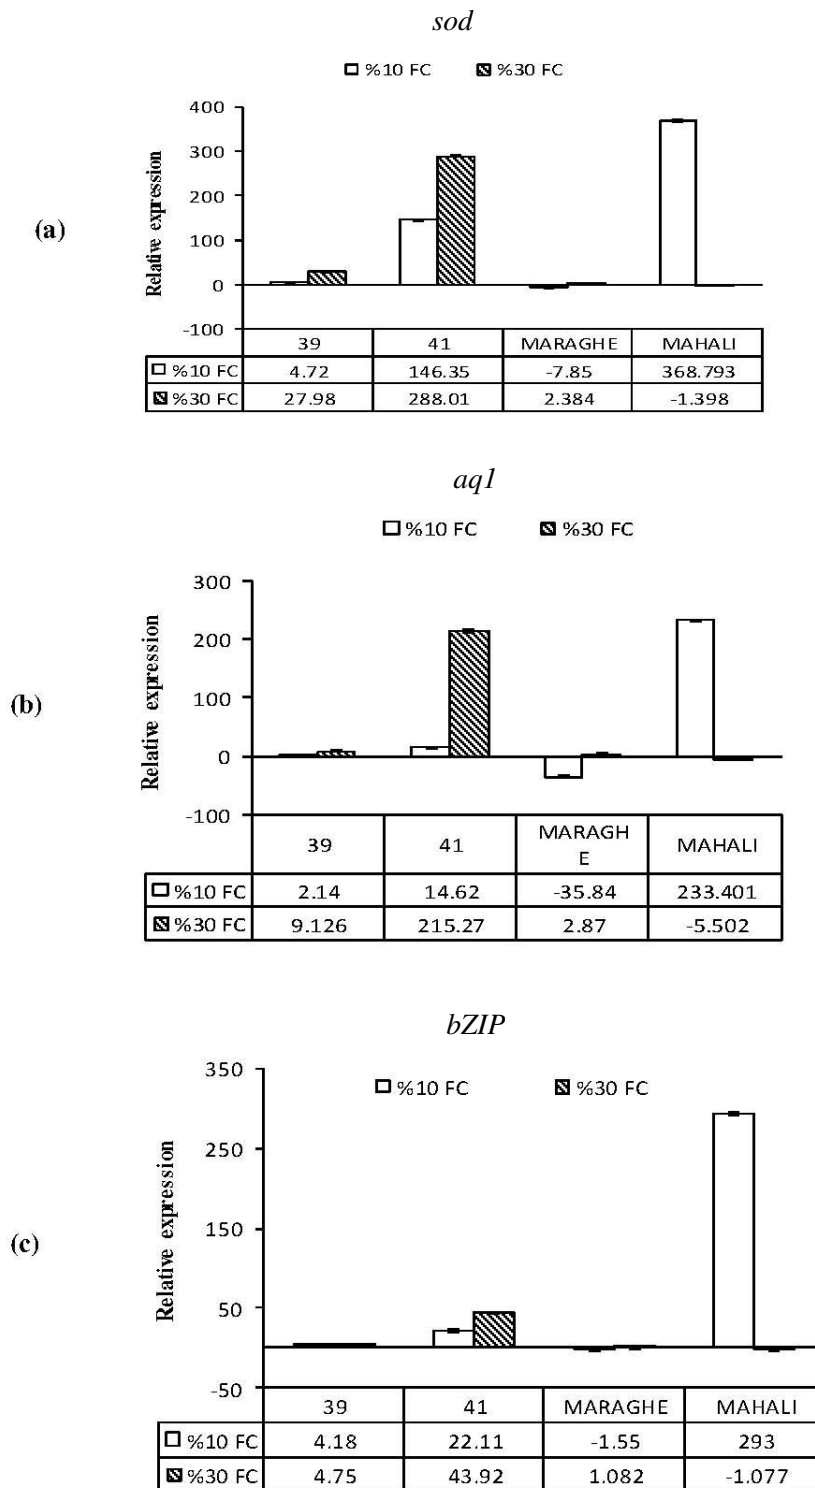 sod
%10 FC %30 FC
400
300
200
100
0
-100
Relative expression
(a)
39 41 MARAGHE MAHALI
%10 FC 4.72 146.35 -7.85 368.793
%30 FC 27.98 288.01 2.384 -1.398
aq1
%10 FC %30 FC
300
200
100
0
-100
Relative expression
(b)
39 41 MARAGH MAHALI
E
%10 FC 2.14 14.62 -35.84 233.401
%30 FC 9.126 215.27 2.87 -5.502
bZIP
%10 FC %30 FC
350
250
150
50
-50
Relative expression
(c)
39 41 MARAGHE MAHALI
%10 FC 4.18 22.11 -1.55 293
%30 FC 4.75 43.92 1.082 -1.077